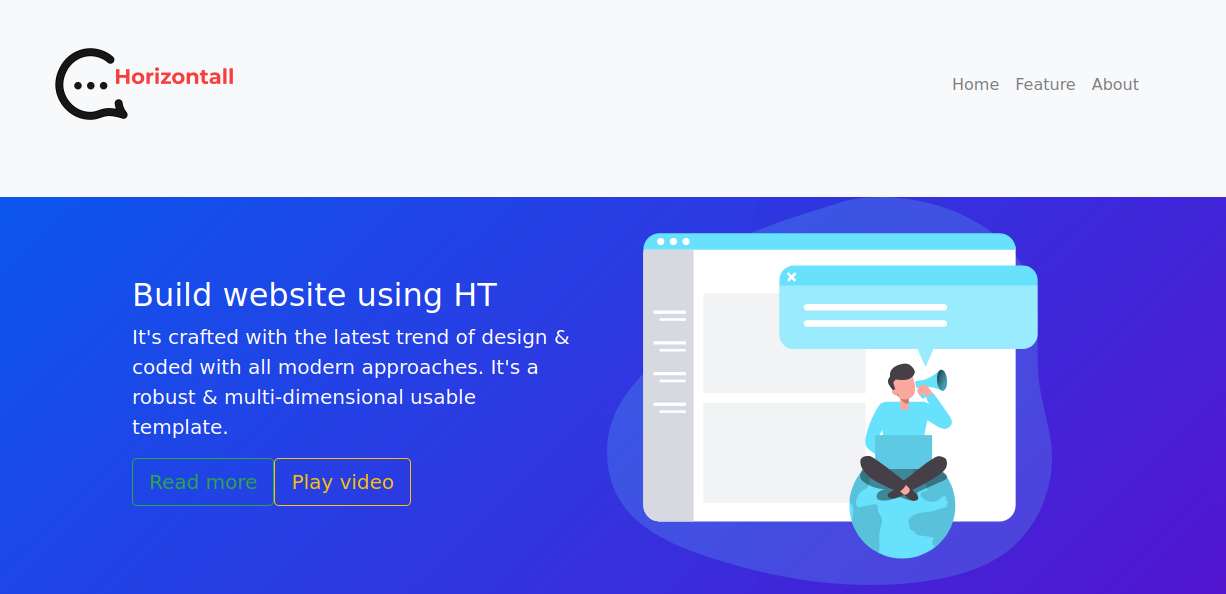 Horizontall
Home Feature About
Build website using HT
It's crafted with the latest trend of design &
coded with all modern approaches. It's a
robust & multi-dimensional usable
template.
Read more Play video